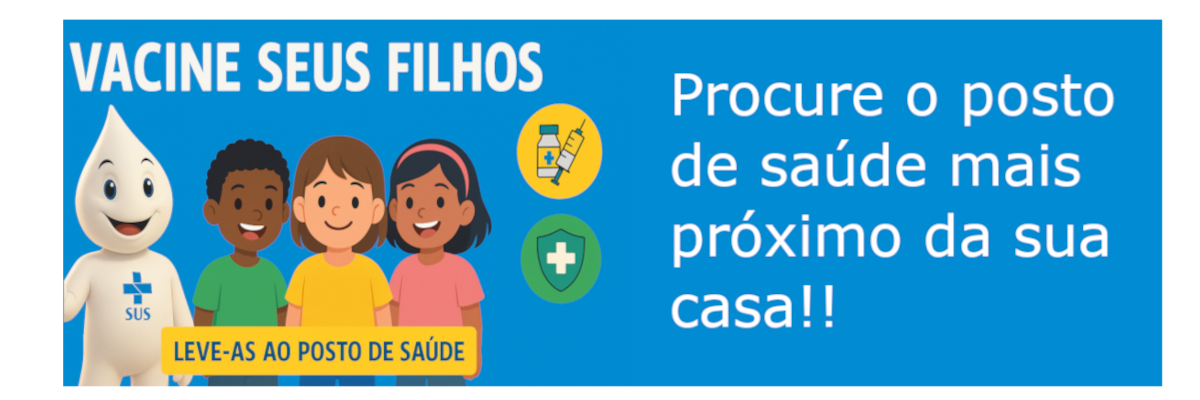 VACINE SEUS FILHOS
SUS
LEVE-AS AO POSTO DE SAÚDE
Procure o posto
de saúde mais
próximo da sua
casa!!